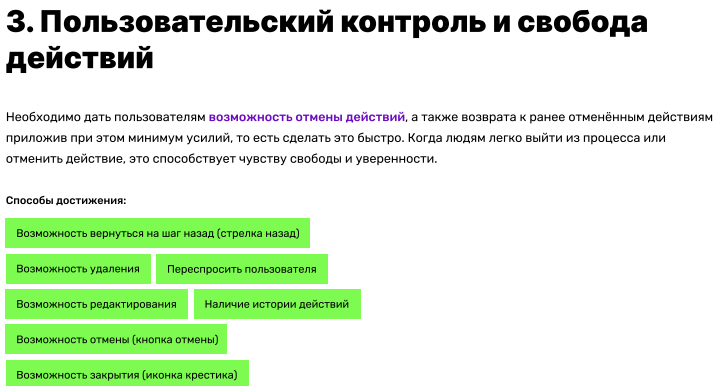 3. Пользовательский контроль и свобода
действий
Необходимо дать пользователям возможность отмены действий, а также возврата к ранее отменённым действиям
приложив при этом минимум усилий, то есть сделать это быстро. Когда людям легко выйти из процесса или
отменить действие, это способствует чувству свободы и уверенности.
Способы достижения:
Возможность вернуться на шаг назад (стрелка назад)
Возможность удаления Переспросить пользователя
Возможность редактирования Наличие истории действий
Возможность отмены (кнопка отмены)
Возможность закрытия (иконка крестика)